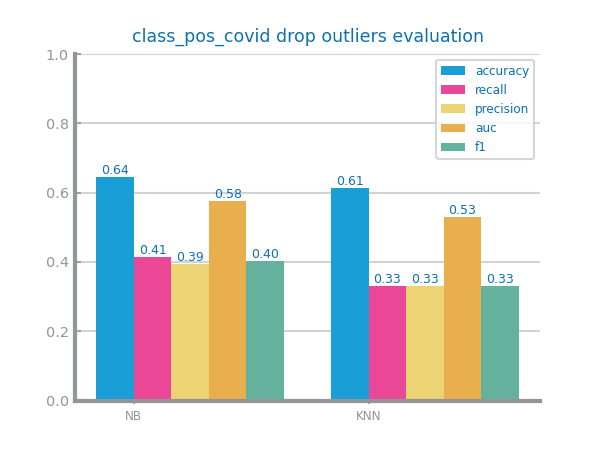 class_pos_covid drop outliers evaluation
1.0
0.8
0.6
0.4
0.2
0.0
accuracy
recall
precision
auc
f1
0.64
0.41
0.39
0.58
0.40
0.61
0.33
0.33
0.53
0.33
NB
KNN